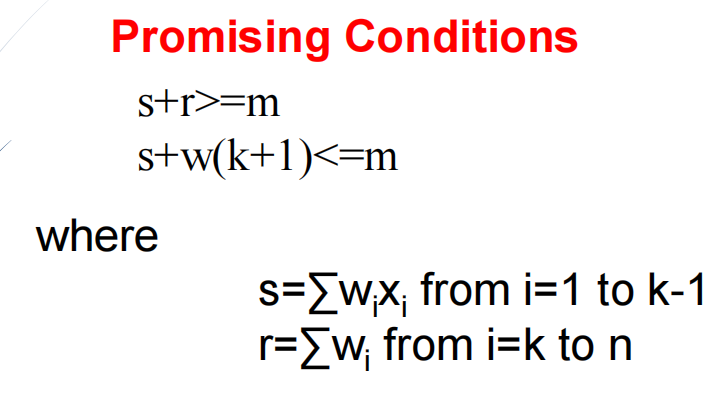 Promising Conditions
s+r>=m
s+w(k+1)<=m
where
s=∑wᵢxᵢ from i=1 to k-1
r=∑wᵢ from i=k to n